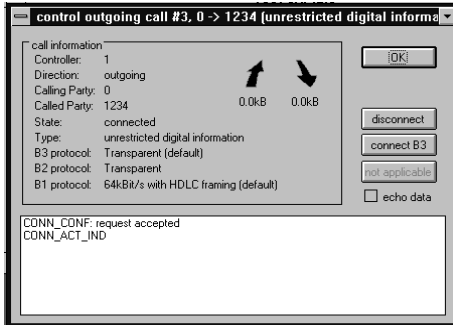 control outgoing call #3, 0 -> 1234 (unrestricted digital informa
call information
Controller: 1
Direction: outgoing
Calling Party: 0
Called Party: 1234
State: connected
Type: unrestricted digital information
B3 protocol: Transparent (default)
B2 protocol: Transparent
B1 protocol: 64kBit/s with HDLC framing (default)
0.0kB 0.0kB
OK
disconnect
connect B3
not applicable
echo data
CONN_CONF: request accepted
CONN_ACT_IND